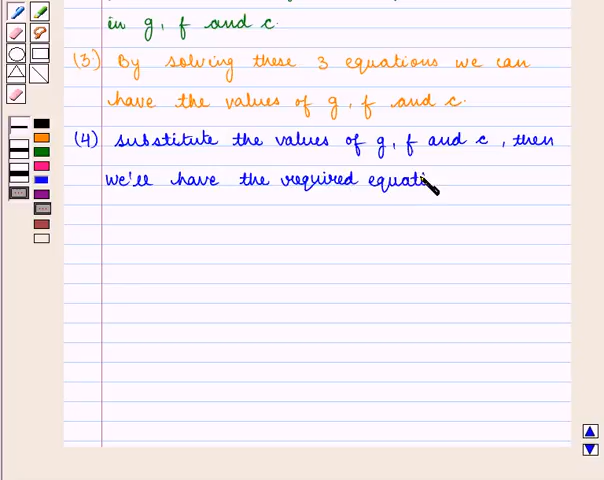 in g, f and c.
(3.) By solving these 3 equations we can
have the values of g, f and c.
(4) substitute the values of g, f and c, then
we'll have the required equati